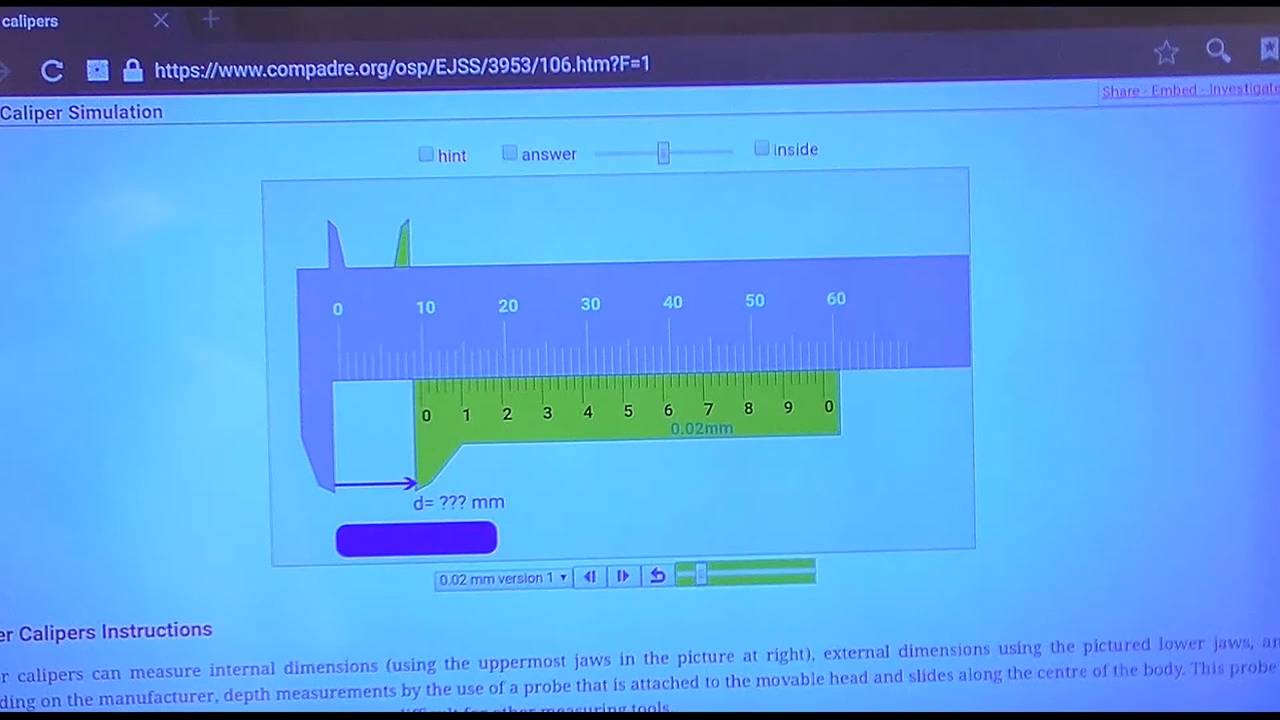 calipers
https://www.compadre.org/osp/EJSS/3953/106.htm?F=1
Caliper Simulation
Share - Embed - Investigate
hint answer inside
0 10 20 30 40 50 60
0 1 2 3 4 5 6 7 8 9 0
0.02mm
d= ??? mm
0.02 mm version 1
er Calipers Instructions
r calipers can measure internal dimensions (using the uppermost jaws in the picture at right), external dimensions using the pictured lower jaws, an
ding on the manufacturer, depth measurements by the use of a probe that is attached to the movable head and slides along the centre of the body. This probe
for other measuring tools.